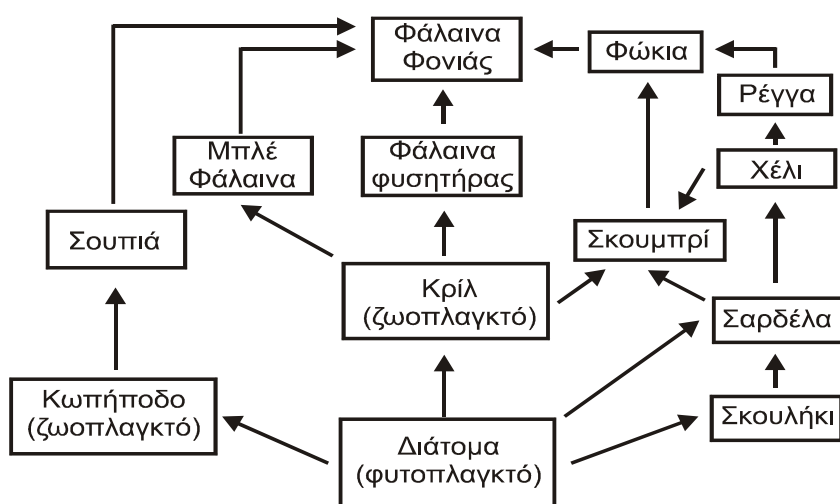 Φάλαινα
Φονιάς
Φώκια
Ρέγγα
Μπλέ
Φάλαινα
Φάλαινα
φυσητήρας
Χέλι
Σουπιά
Σκουμπρί
Κρίλ
(ζωοπλαγκτό)
Σαρδέλα
Κωπήποδο
(ζωοπλαγκτό)
Διάτομα
(φυτοπλαγκτό)
Σκουλήκι